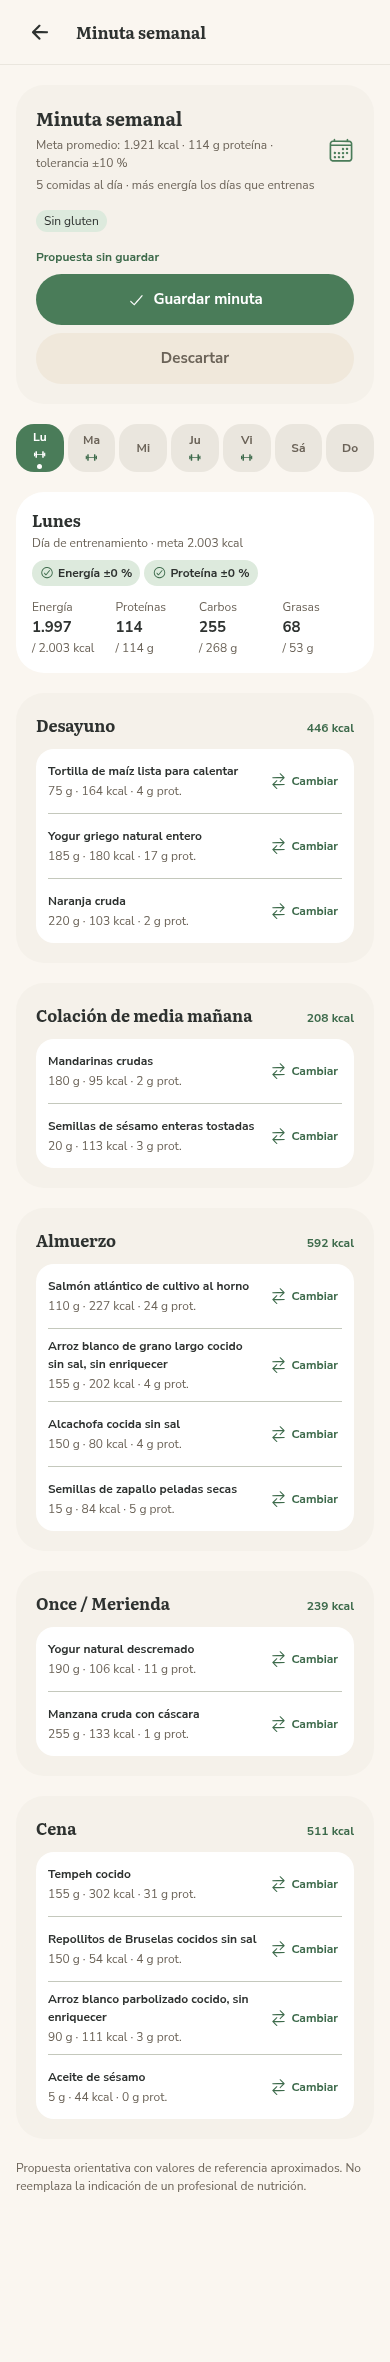 Minuta semanal
Minuta semanal
Meta promedio: 1.921 kcal · 114 g proteína ·
tolerancia ±10 %
5 comidas al día · más energía los días que entrenas
Sin gluten
Propuesta sin guardar
Guardar minuta
Descartar
Lu
Ma
Mi
Ju
Vi
Sá
Do
Lunes
Día de entrenamiento · meta 2.003 kcal
Energía ±0 %
Proteína ±0 %
Energía
Proteínas
Carbos
Grasas
1.997
114
255
68
/ 2.003 kcal
/ 114 g
/ 268 g
/ 53 g
Desayuno
446 kcal
Tortilla de maíz lista para calentar
75 g · 164 kcal · 4 g prot.
Cambiar
Yogur griego natural entero
185 g · 180 kcal · 17 g prot.
Cambiar
Naranja cruda
220 g · 103 kcal · 2 g prot.
Cambiar
Colación de media mañana
208 kcal
Mandarinas crudas
180 g · 95 kcal · 2 g prot.
Cambiar
Semillas de sésamo enteras tostadas
20 g · 113 kcal · 3 g prot.
Cambiar
Almuerzo
592 kcal
Salmón atlántico de cultivo al horno
110 g · 227 kcal · 24 g prot.
Cambiar
Arroz blanco de grano largo cocido
sin sal, sin enriquecer
155 g · 202 kcal · 4 g prot.
Cambiar
Alcachofa cocida sin sal
150 g · 80 kcal · 4 g prot.
Cambiar
Semillas de zapallo peladas secas
15 g · 84 kcal · 5 g prot.
Cambiar
Once / Merienda
239 kcal
Yogur natural descremado
190 g · 106 kcal · 11 g prot.
Cambiar
Manzana cruda con cáscara
255 g · 133 kcal · 1 g prot.
Cambiar
Cena
511 kcal
Tempeh cocido
155 g · 302 kcal · 31 g prot.
Cambiar
Repollitos de Bruselas cocidos sin sal
150 g · 54 kcal · 4 g prot.
Cambiar
Arroz blanco parbolizado cocido, sin
enriquecer
90 g · 111 kcal · 3 g prot.
Cambiar
Aceite de sésamo
5 g · 44 kcal · 0 g prot.
Cambiar
Propuesta orientativa con valores de referencia aproximados. No
reemplaza la indicación de un profesional de nutrición.